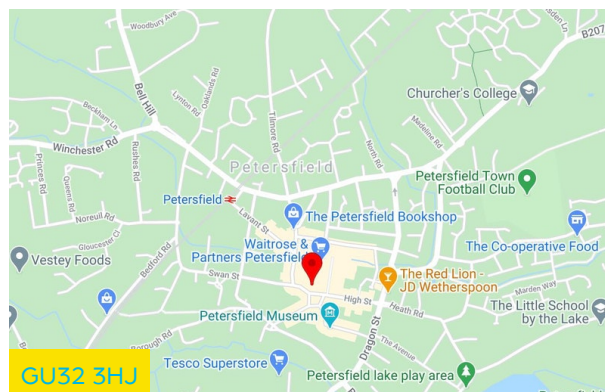 Woodbury Ave
B207
Bell Hill
Lynton Rd
Oaklands Rd
Tilmore Rd
Churcher's College
Beckham Ln
Madeline Rd
Winchester Rd
Rushes Rd
Princes Rd
Queens Rd
North Rd
Petersfield
Petersfield Town
Football Club
Petersfield
Noreuil Rd
Lavant St
The Petersfield Bookshop
Gloucester Cl
Bedford Rd
Waitrose &
Partners Petersfield
The Co-operative Food
Vestey Foods
Swan St
The Red Lion -
JD Wetherspoon
Marden Way
High St
Heath Rd
The Little School
by the Lake
Petersfield Museum
Dragon St
Borough Rd
The Avenue
Tesco Superstore
Petersfield lake play area
GU32 3HJ